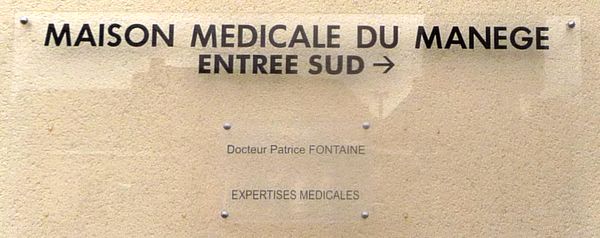 MAISON MEDICALE DU MANEGE
ENTREE SUD →
Docteur Patrice FONTAINE
EXPERTISES MEDICALES